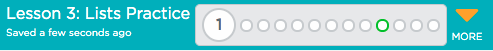 Lesson 3: Lists Practice
Saved a few seconds ago
1
MORE